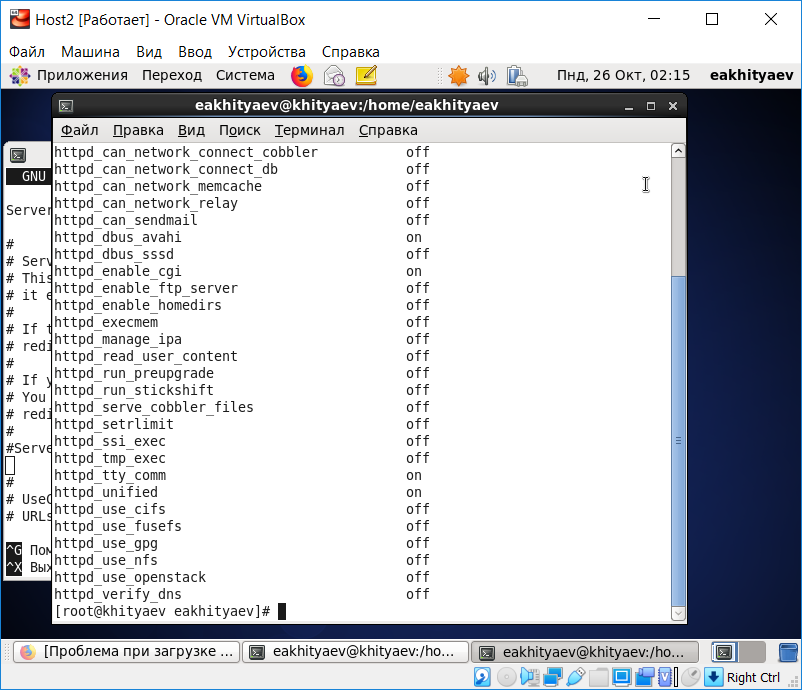 Host2 [Работает] - Oracle VM VirtualBox
Файл Машина Вид Ввод Устройства Справка
Приложения Переход Система Пнд, 26 Окт, 02:15 eakhityaev
eakhityaev@khityaev:/home/eakhityaev
Файл Правка Вид Поиск Терминал Справка
httpd_can_network_connect_cobbler off
httpd_can_network_connect_db off
httpd_can_network_memcache off
httpd_can_network_relay off
httpd_can_sendmail off
httpd_dbus_avahi on
httpd_dbus_sssd off
httpd_enable_cgi on
httpd_enable_ftp_server off
httpd_enable_homedirs off
httpd_execmem off
httpd_manage_ipa off
httpd_read_user_content off
httpd_run_preupgrade off
httpd_run_stickshift off
httpd_serve_cobbler_files off
httpd_setrlimit off
httpd_ssi_exec off
httpd_tmp_exec off
httpd_tty_comm on
httpd_unified on
httpd_use_cifs off
httpd_use_fusefs off
httpd_use_gpg off
httpd_use_nfs off
httpd_use_openstack off
httpd_verify_dns off
[root@khityaev eakhityaev]#
GNU
Server
#
# Serv
# This
# it e
#
# If t
# redi
#
# If y
# You
# redi
#
#Serve
#
# UseC
# URLs
^G Пом
^X Вых
[Проблема при загрузке ... eakhityaev@khityaev:/ho... eakhityaev@khityaev:/ho...
Right Ctrl